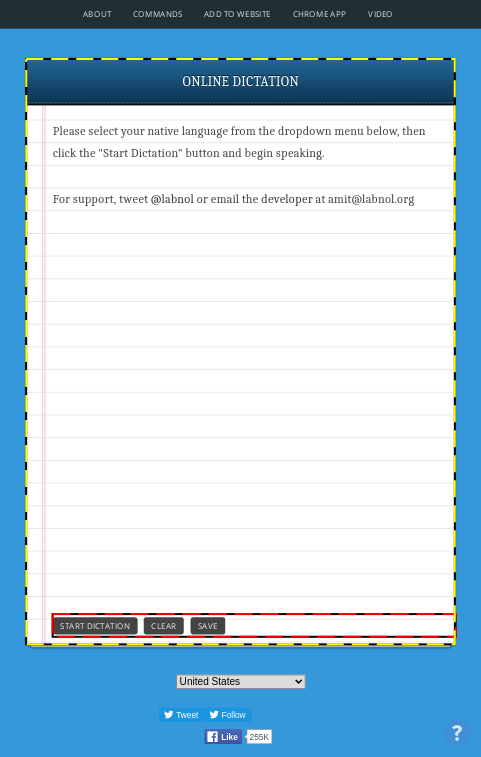 ABOUT COMMANDS ADD TO WEBSITE CHROME APP VIDEO
ONLINE DICTATION
Please select your native language from the dropdown menu below, then
click the "Start Dictation" button and begin speaking.
For support, tweet @labnol or email the developer at amit@labnol.org
START DICTATION CLEAR SAVE
United States
Tweet Follow
Like 255K
?